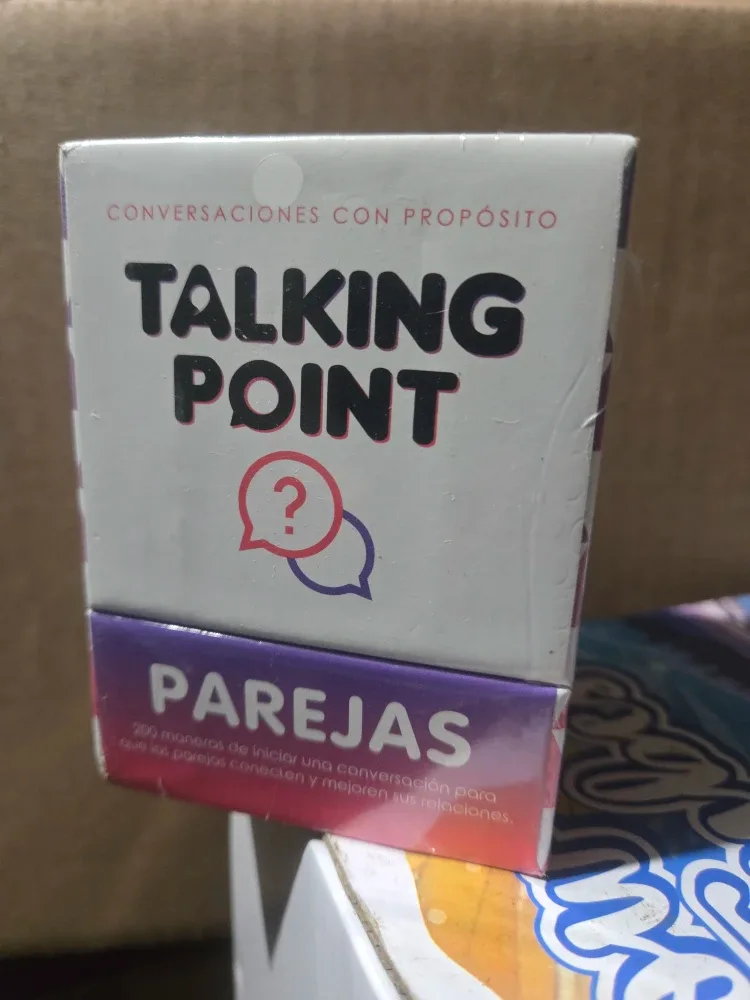 CONVERSACIONES CON PROPÓSITO
TALKING
POINT
?
PAREJAS
200 maneras de iniciar una conversación para
que las parejas conecten y mejoren sus relaciones.